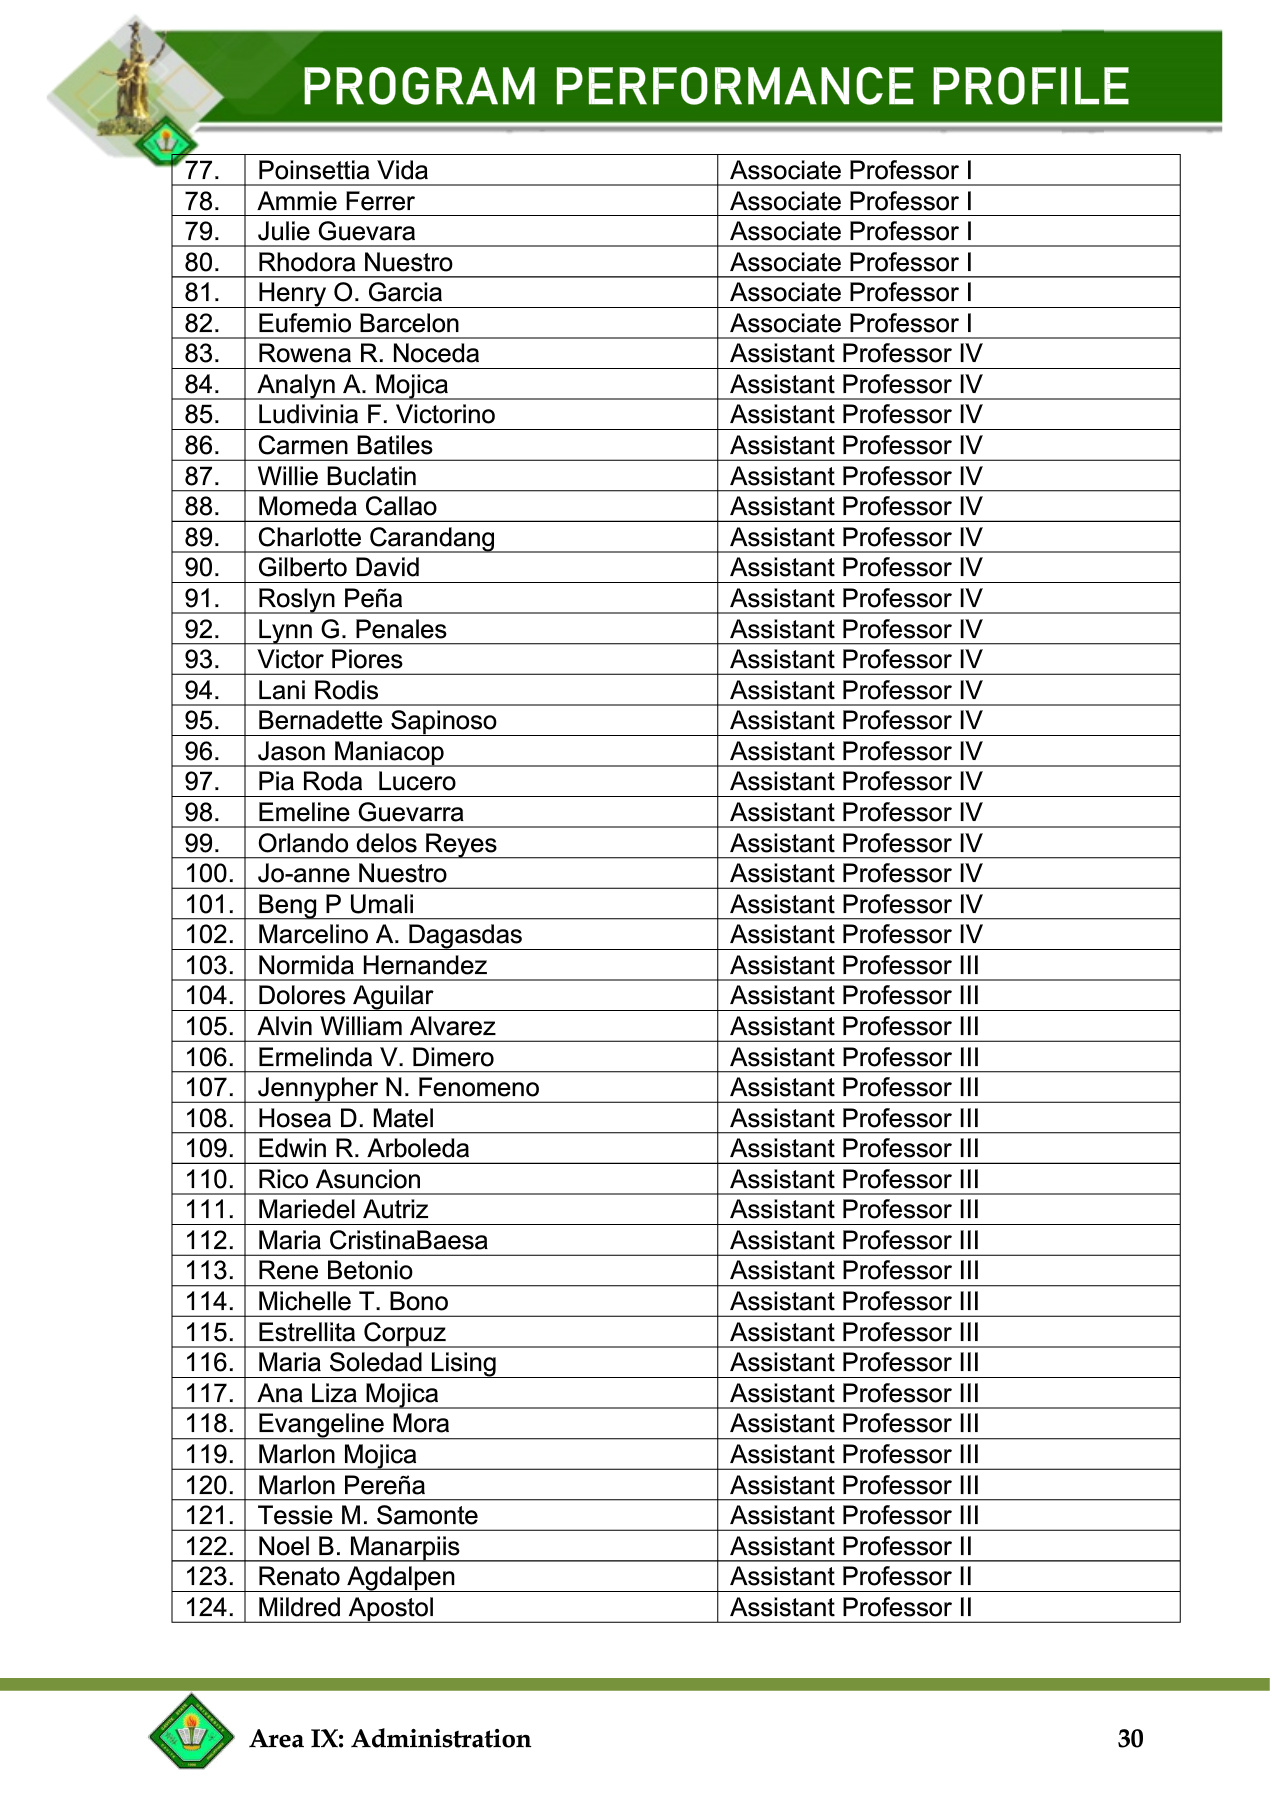 PROGRAM PERFORMANCE PROFILE
77. Poinsettia Vida Associate Professor I
78. Ammie Ferrer Associate Professor I
79. Julie Guevara Associate Professor I
80. Rhodora Nuestro Associate Professor I
81. Henry O. Garcia Associate Professor I
82. Eufemio Barcelon Associate Professor I
83. Rowena R. Noceda Assistant Professor IV
84. Analyn A. Mojica Assistant Professor IV
85. Ludivinia F. Victorino Assistant Professor IV
86. Carmen Batiles Assistant Professor IV
87. Willie Buclatin Assistant Professor IV
88. Momeda Callao Assistant Professor IV
89. Charlotte Carandang Assistant Professor IV
90. Gilberto David Assistant Professor IV
91. Roslyn Peña Assistant Professor IV
92. Lynn G. Penales Assistant Professor IV
93. Victor Piores Assistant Professor IV
94. Lani Rodis Assistant Professor IV
95. Bernadette Sapinoso Assistant Professor IV
96. Jason Maniacop Assistant Professor IV
97. Pia Roda  Lucero Assistant Professor IV
98. Emeline Guevarra Assistant Professor IV
99. Orlando delos Reyes Assistant Professor IV
100. Jo-anne Nuestro Assistant Professor IV
101. Beng P Umali Assistant Professor IV
102. Marcelino A. Dagasdas Assistant Professor IV
103. Normida Hernandez Assistant Professor III
104. Dolores Aguilar Assistant Professor III
105. Alvin William Alvarez Assistant Professor III
106. Ermelinda V. Dimero Assistant Professor III
107. Jennypher N. Fenomeno Assistant Professor III
108. Hosea D. Matel Assistant Professor III
109. Edwin R. Arboleda Assistant Professor III
110. Rico Asuncion Assistant Professor III
111. Mariedel Autriz Assistant Professor III
112. Maria CristinaBaesa Assistant Professor III
113. Rene Betonio Assistant Professor III
114. Michelle T. Bono Assistant Professor III
115. Estrellita Corpuz Assistant Professor III
116. Maria Soledad Lising Assistant Professor III
117. Ana Liza Mojica Assistant Professor III
118. Evangeline Mora Assistant Professor III
119. Marlon Mojica Assistant Professor III
120. Marlon Pereña Assistant Professor III
121. Tessie M. Samonte Assistant Professor III
122. Noel B. Manarpiis Assistant Professor II
123. Renato Agdalpen Assistant Professor II
124. Mildred Apostol Assistant Professor II
Area IX: Administration 30